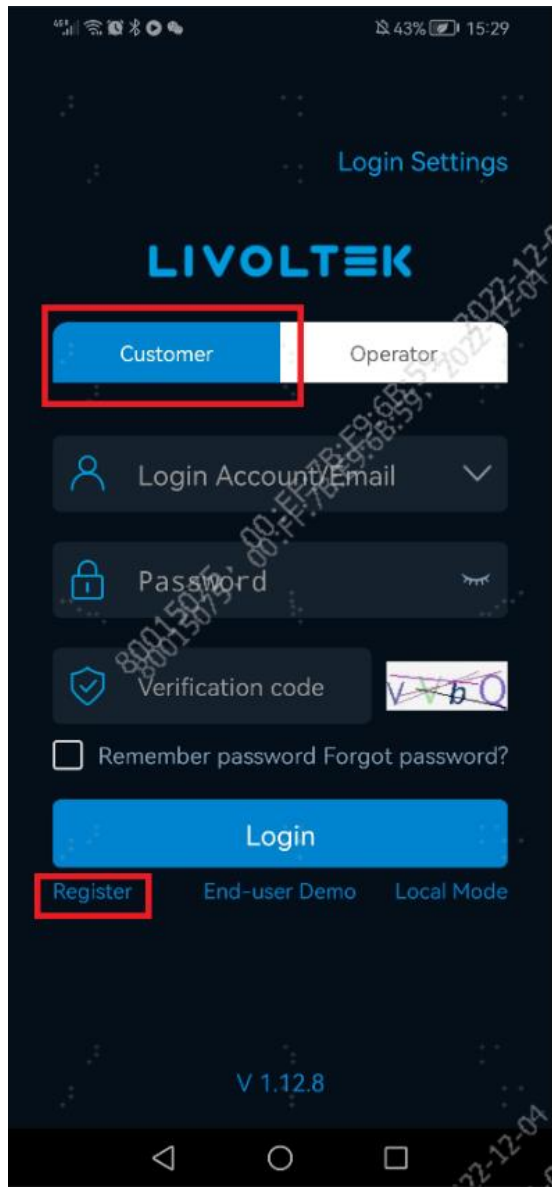 43% 15:29
Login Settings
LIVOLTEK
Customer Operator
Login Account/Email
Password
Verification code VVbQ
Remember password Forgot password?
Login
Register End-user Demo Local Mode
V 1.12.8